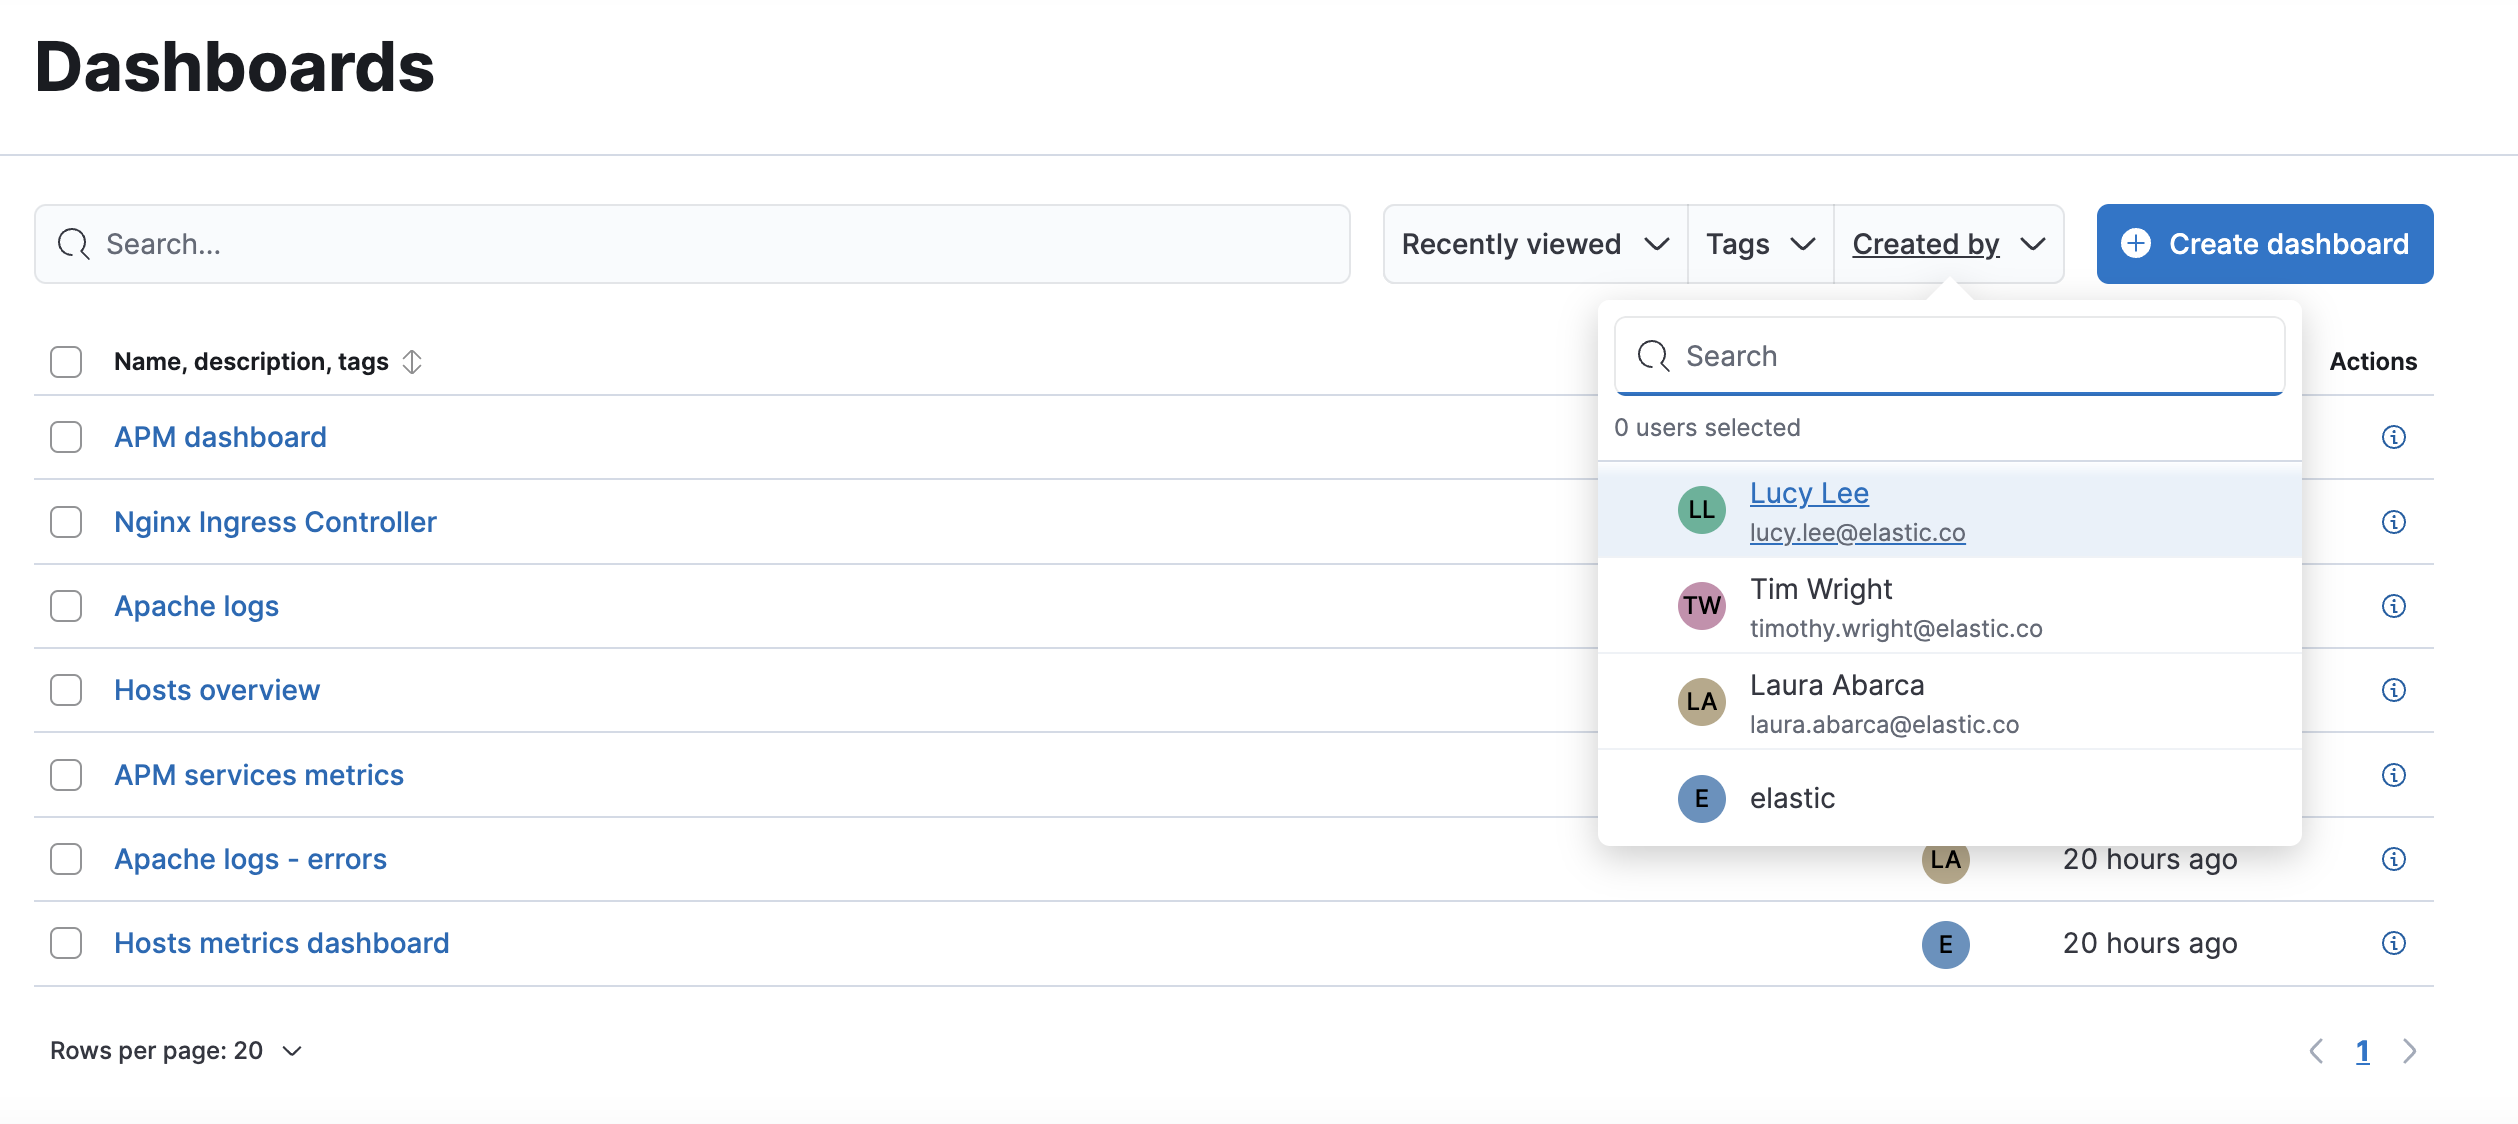 Dashboards
Search...
Recently viewed
Tags
Created by
Create dashboard
Search
0 users selected
LL
Lucy Lee
lucy.lee@elastic.co
TW
Tim Wright
timothy.wright@elastic.co
LA
Laura Abarca
laura.abarca@elastic.co
E
elastic
Name, description, tags
Actions
APM dashboard
Nginx Ingress Controller
Apache logs
Hosts overview
APM services metrics
Apache logs - errors LA 20 hours ago
Hosts metrics dashboard E 20 hours ago
Rows per page: 20
1